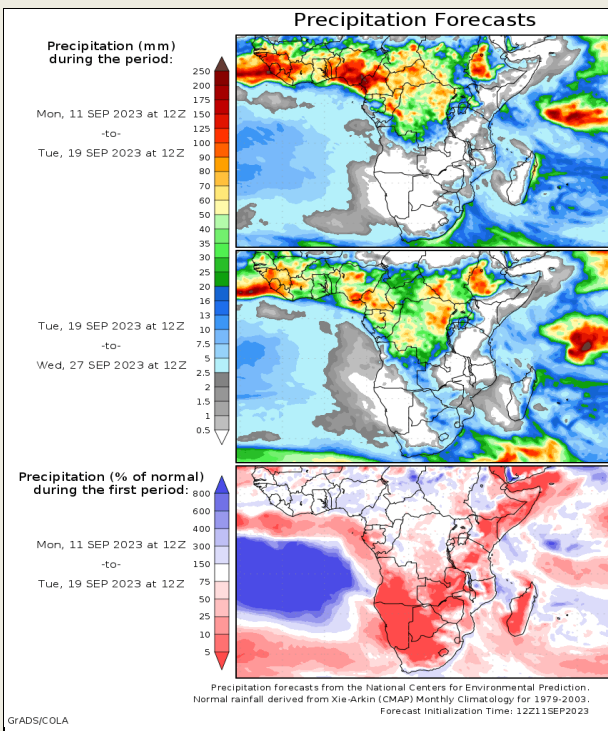 Precipitation Forecasts
Precipitation (mm)
during the period:
Mon, 11 SEP 2023 at 12Z
-to-
Tue, 19 SEP 2023 at 12Z
250
200
175
150
125
100
90
80
70
60
50
40
35
30
25
20
16
13
10
7.5
5
2.5
2
1.5
1
0.5
Tue, 19 SEP 2023 at 12Z
-to-
Wed, 27 SEP 2023 at 12Z
Precipitation (% of normal)
during the first period:
Mon, 11 SEP 2023 at 12Z
-to-
Tue, 19 SEP 2023 at 12Z
800
600
400
300
150
75
50
25
10
5
Precipitation forecasts from the National Centers for Environmental Prediction.
Normal rainfall derived from Xie-Arkin (CMAP) Monthly Climatology for 1979-2003.
Forecast Initialization Time: 12Z11SEP2023
GrADS/COLA